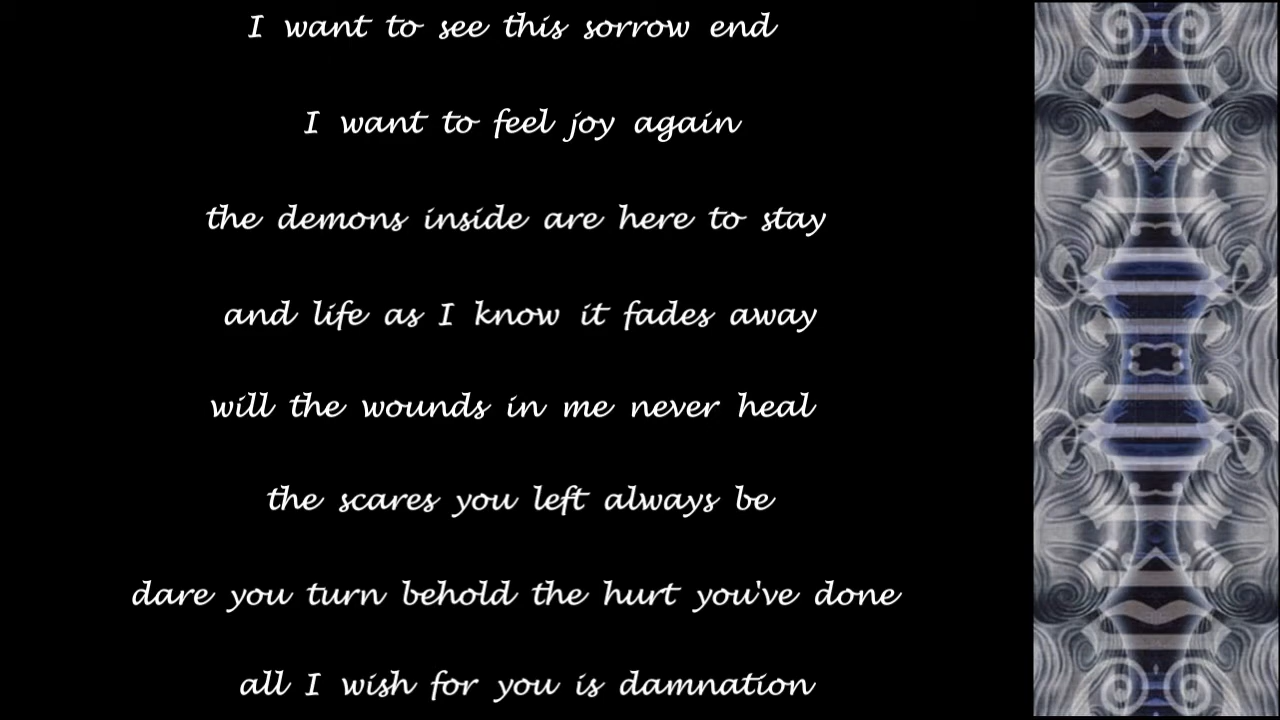 I want to see this sorrow end
I want to feel joy again
the demons inside are here to stay
and life as I know it fades away
will the wounds in me never heal
the scares you left always be
dare you turn behold the hurt you've done
all I wish for you is damnation